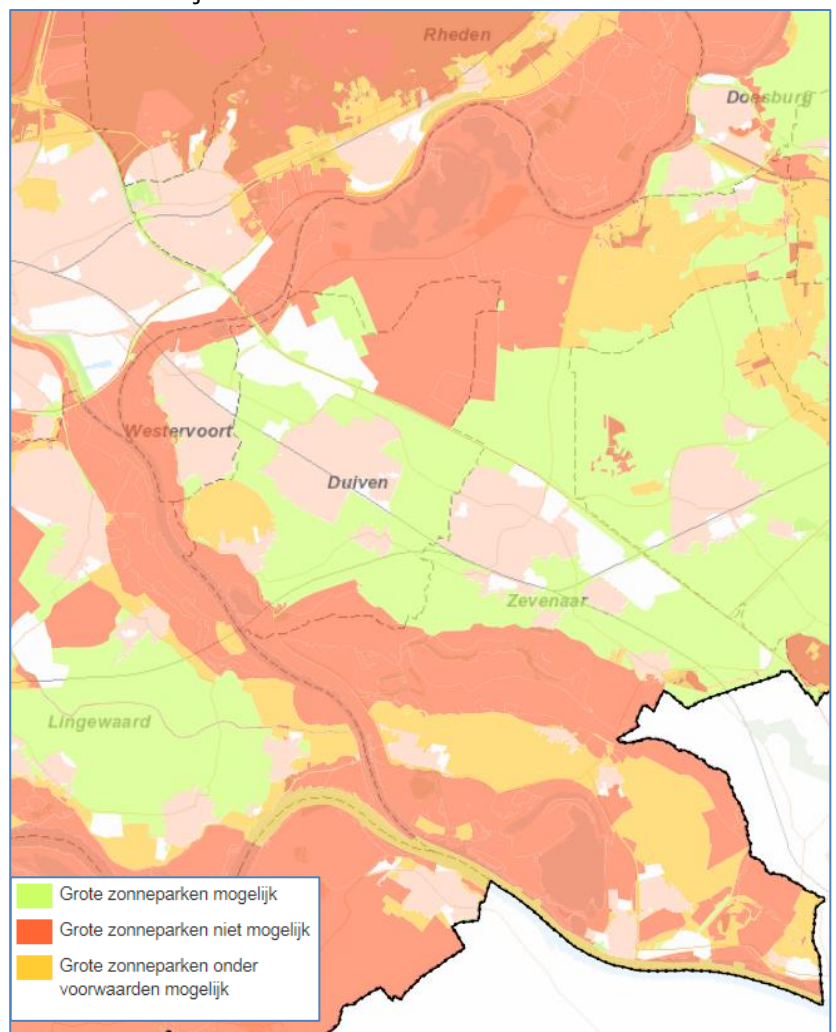 Rheden
Doesburg
Westervoort
Duiven
Zevenaar
Lingewaard
Grote zonneparken mogelijk
Grote zonneparken niet mogelijk
Grote zonneparken onder
voorwaarden mogelijk